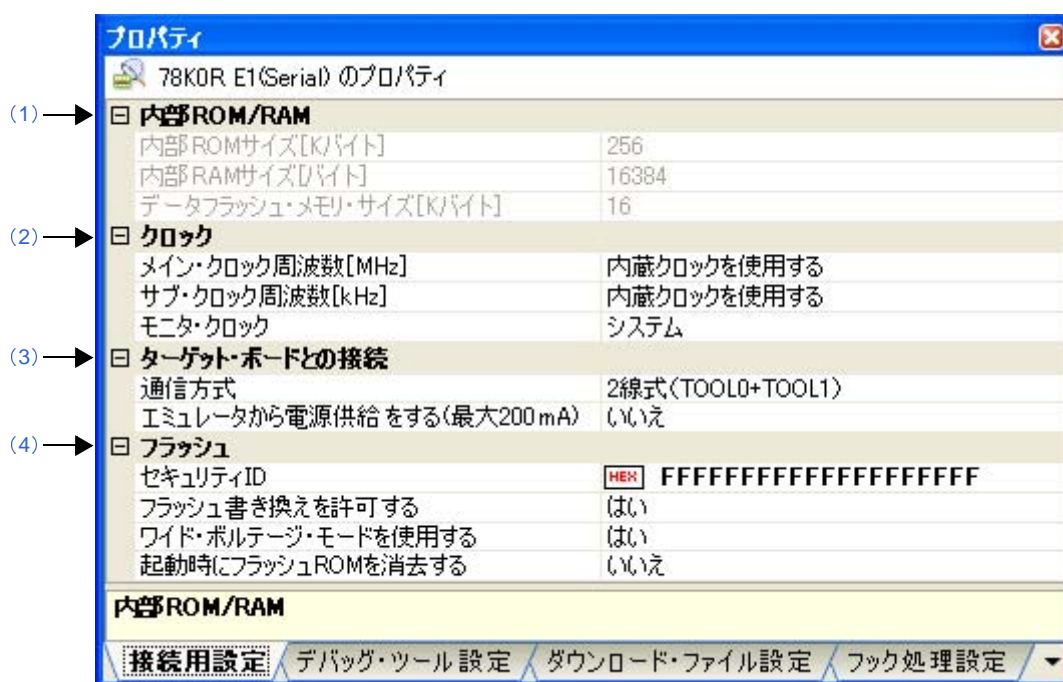 プロパティ
78K0R E1(Serial) のプロパティ
(1) 内部ROM/RAM
内部ROMサイズ[Kバイト] 256
内部RAMサイズ[バイト] 16384
データフラッシュ・メモリ・サイズ[Kバイト] 16
(2) クロック
メイン・クロック周波数[MHz] 内蔵クロックを使用する
サブ・クロック周波数[kHz] 内蔵クロックを使用する
モニタ・クロック システム
(3) ターゲット・ボードとの接続
通信方式 2線式(TOOL0+TOOL1)
エミュレータから電源供給をする(最大200mA) いいえ
(4) フラッシュ
セキュリティID HEX FFFFFFFFFFFFFFFFFFFF
フラッシュ書き換えを許可する はい
ワイド・ボルテージ・モードを使用する はい
起動時にフラッシュROMを消去する いいえ
内部ROM/RAM
接続用設定 デバッグ・ツール設定 ダウンロード・ファイル設定 フック処理設定